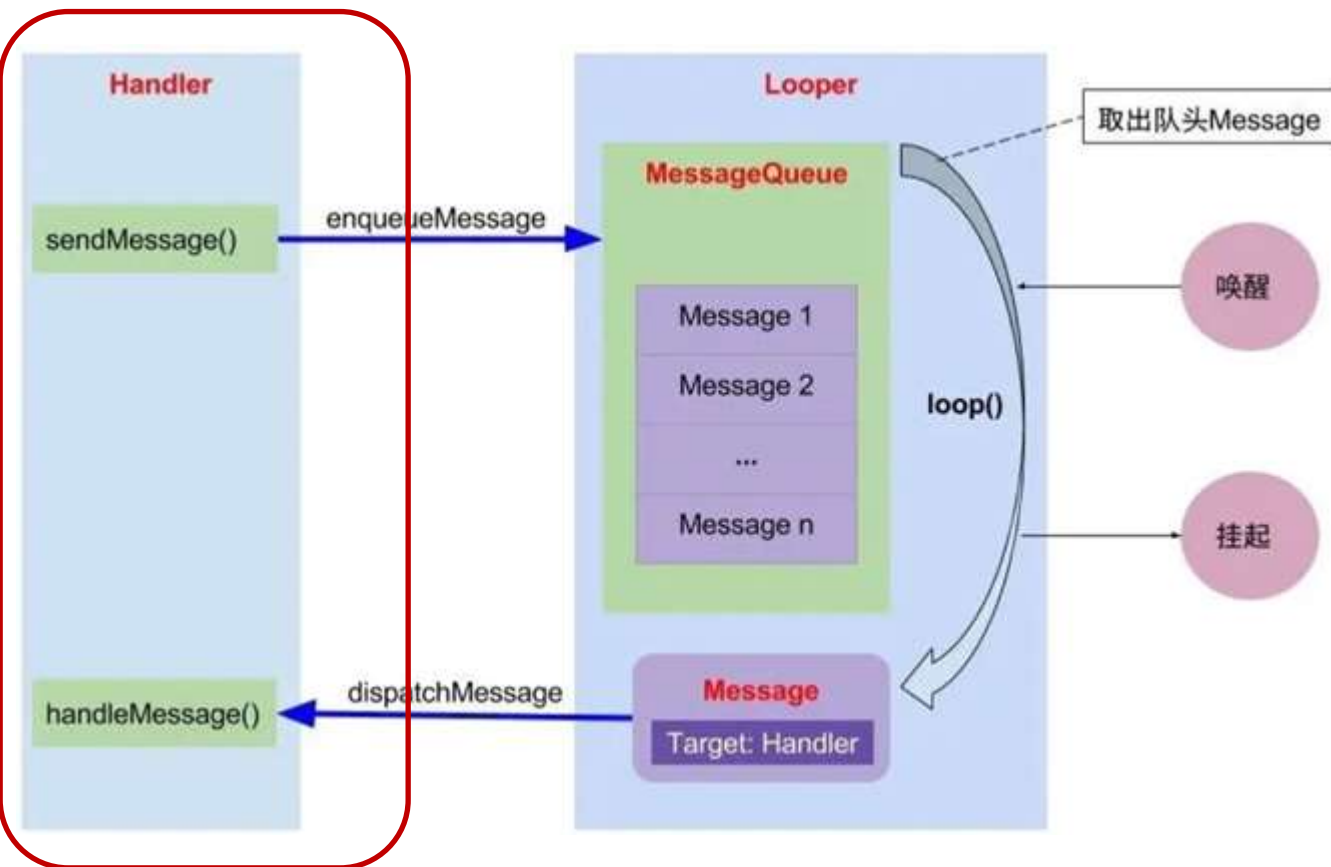 Handler
Looper
取出队头Message
MessageQueue
enqueueMessage
sendMessage()
唤醒
Message 1
Message 2
loop()
...
Message n
挂起
dispatchMessage
Message
handleMessage()
Target: Handler